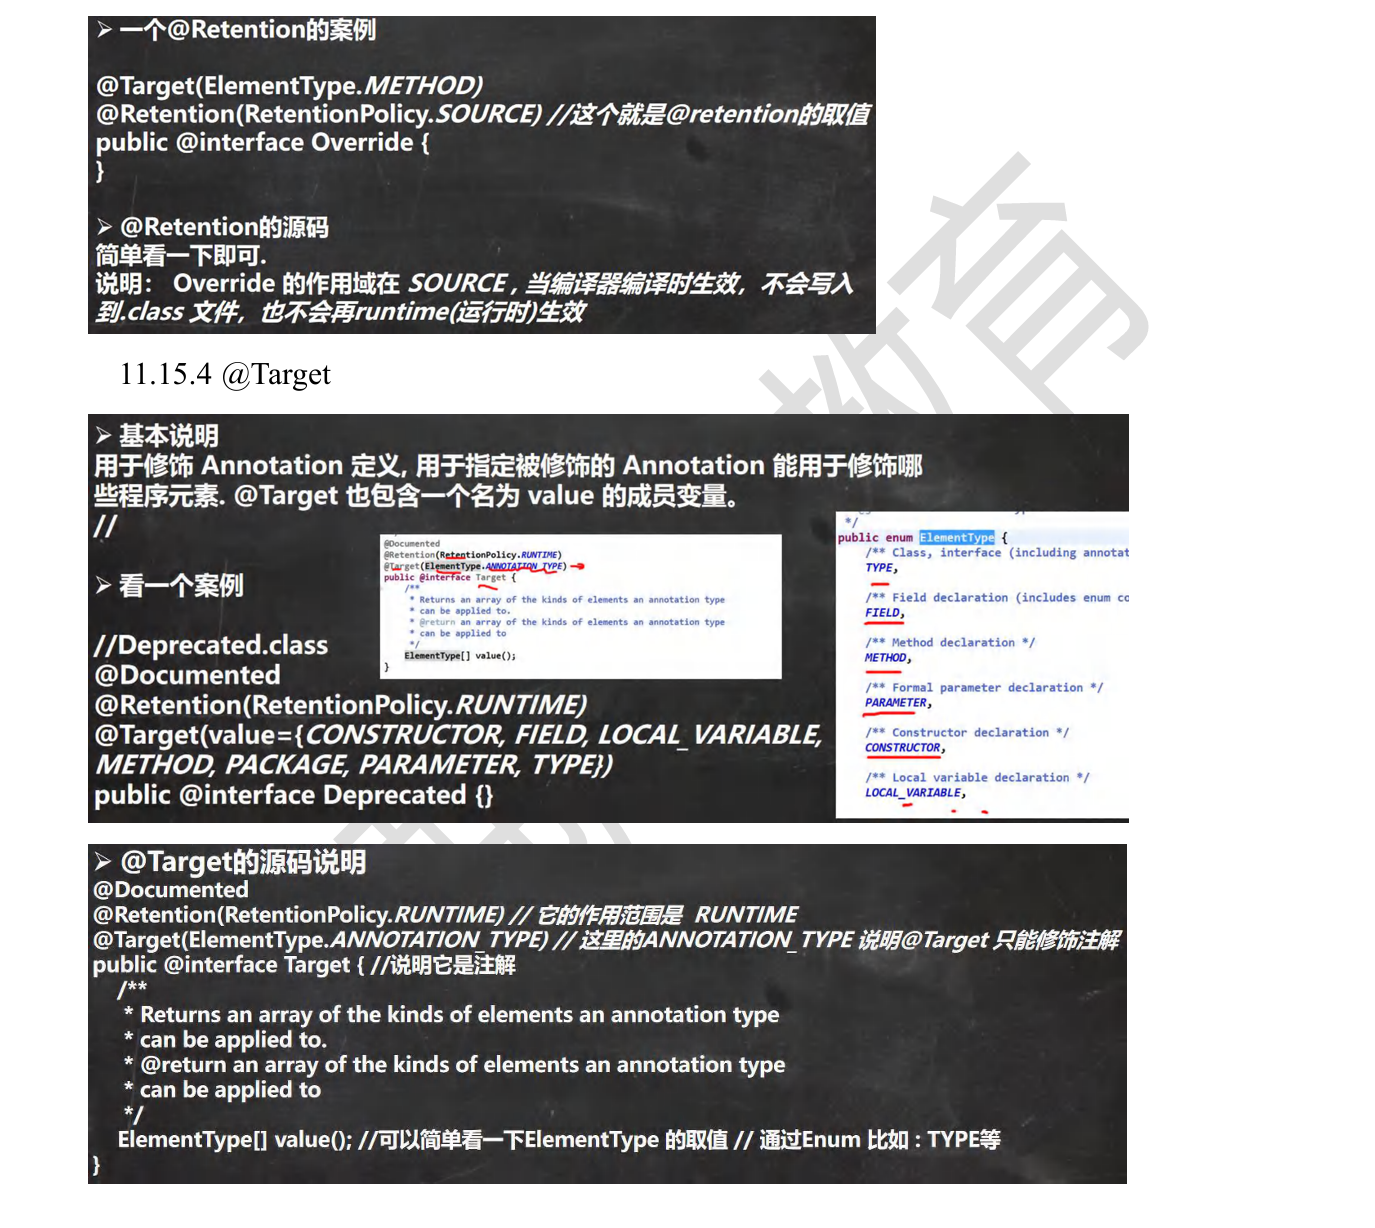 ➢ 一个@Retention的案例
@Target(ElementType.METHOD)
@Retention(RetentionPolicy.SOURCE) //这个就是@retention的取值
public @interface Override {
}
➢ @Retention的源码
简单看一下即可.
说明： Override 的作用域在 SOURCE , 当编译器编译时生效，不会写入
到.class 文件，也不会再runtime(运行时)生效
11.15.4 @Target
➢ 基本说明
用于修饰 Annotation 定义, 用于指定被修饰的 Annotation 能用于修饰哪
些程序元素. @Target 也包含一个名为 value 的成员变量。
//
➢ 看一个案例
//Deprecated.class
@Documented
@Retention(RetentionPolicy.RUNTIME)
@Target(value={CONSTRUCTOR, FIELD, LOCAL_VARIABLE,
METHOD, PACKAGE, PARAMETER, TYPE})
public @interface Deprecated {}
@Documented
@Retention(RetentionPolicy.RUNTIME)
@Target(ElementType.ANNOTATION_TYPE)
public @interface Target {
/**
* Returns an array of the kinds of elements an annotation type
* can be applied to.
* @return an array of the kinds of elements an annotation type
* can be applied to
*/
ElementType[] value();
}
*/
public enum ElementType {
/** Class, interface (including annotat
TYPE,
/** Field declaration (includes enum co
FIELD,
/** Method declaration */
METHOD,
/** Formal parameter declaration */
PARAMETER,
/** Constructor declaration */
CONSTRUCTOR,
/** Local variable declaration */
LOCAL_VARIABLE,
➢ @Target的源码说明
@Documented
@Retention(RetentionPolicy.RUNTIME) // 它的作用范围是 RUNTIME
@Target(ElementType.ANNOTATION_TYPE) // 这里的ANNOTATION_TYPE 说明@Target 只能修饰注解
public @interface Target { //说明它是注解
/**
* Returns an array of the kinds of elements an annotation type
* can be applied to.
* @return an array of the kinds of elements an annotation type
* can be applied to
*/
ElementType[] value(); //可以简单看一下ElementType 的取值 // 通过Enum 比如 : TYPE等
}
教育